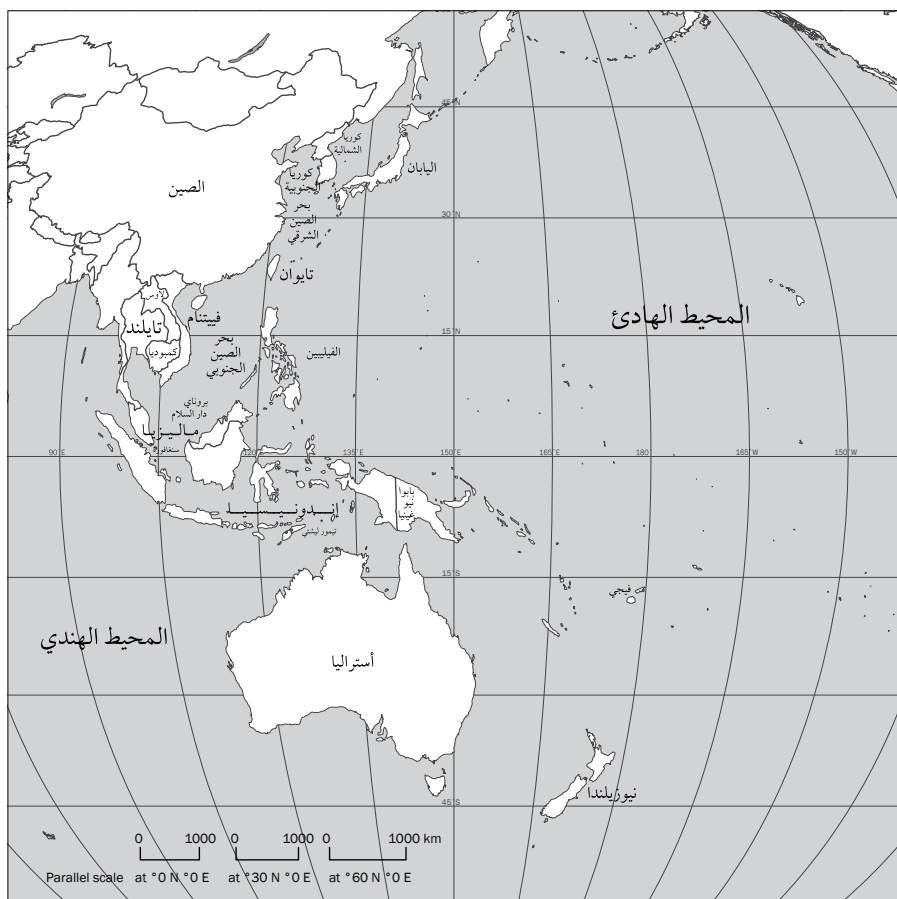 45°N
كوريا
الشمالية
اليابان
كوريا
الجنوبية
الصين
بحر
الصين
الشرقي
30°N
تايوان
لاوس
فييتنام
المحيط الهادئ
تايلند
15°N
بحر
الصين
الجنوبي
كمبوديا
الفيليبين
بروناي
دار السلام
ماليزيا
سنغافورة
90°E
120°E
135°E
150°E
165°E
180
165°W
150°W
بابوا
نيو
غينيا
إندونيسيا
تيمور ليشتي
15°S
فيجي
المحيط الهندي
أستراليا
نيوزيلندا
45°S
0 1000 0 1000 0 1000 km
Parallel scale at °0 N °0 E at °30 N °0 E at °60 N °0 E